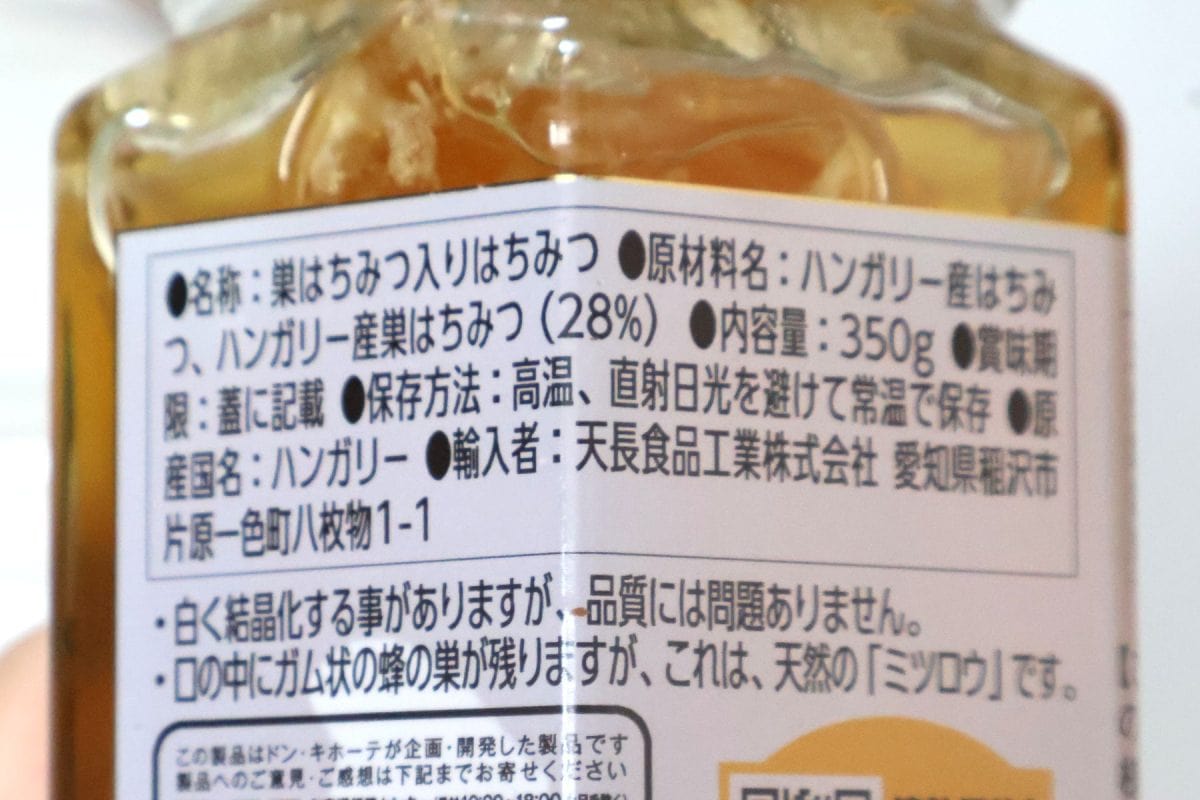 ●名称：巣はちみつ入りはちみつ ●原材料名：ハンガリー産はちみ
つ、ハンガリー産巣はちみつ（28%） ●内容量：350g ●賞味期
限：蓋に記載 ●保存方法：高温、直射日光を避けて常温で保存 ●原
産国名：ハンガリー ●輸入者：天長食品工業株式会社 愛知県稲沢市
片原一色町八枚物1-1
・白く結晶化する事がありますが、品質には問題ありません。
・口の中にガム状の蜂の巣が残りますが、これは、天然の「ミツロウ」です。
この製品はドン・キホーテが企画・開発した製品です
製品へのご意見・ご感想は下記までお寄せください